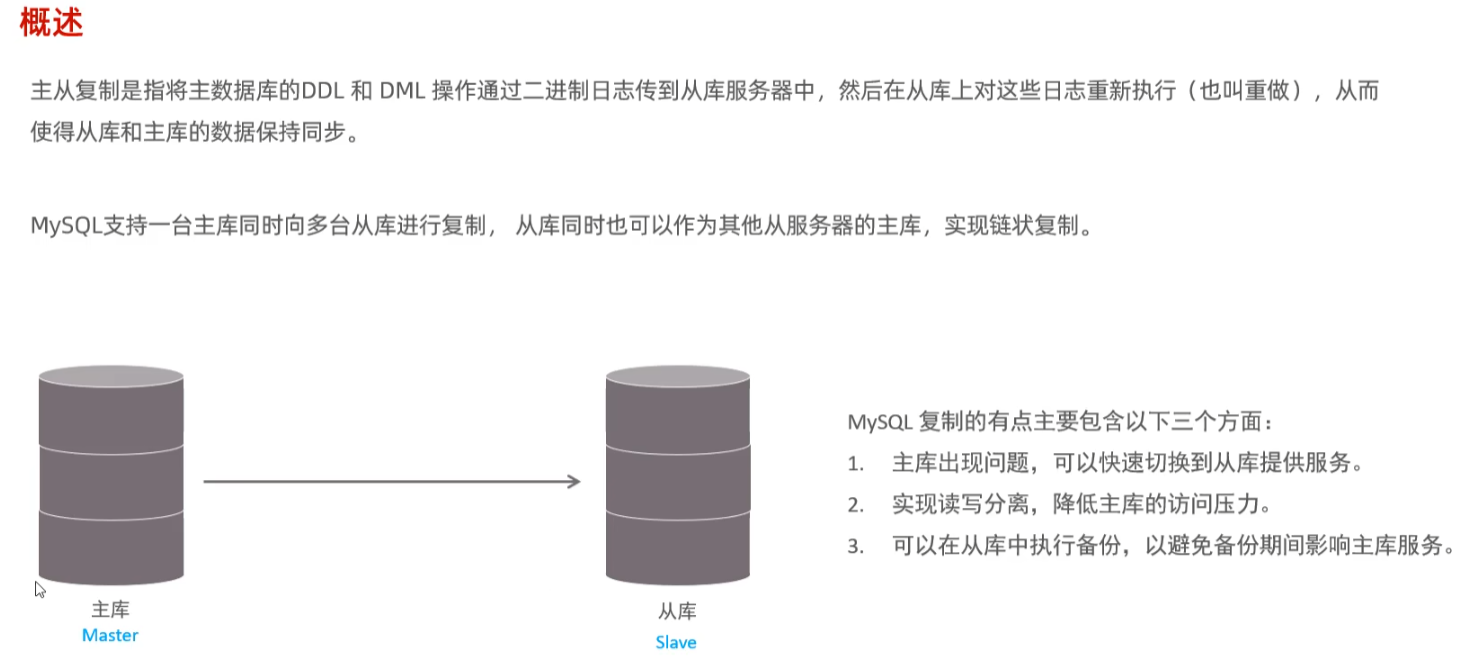 概述
主从复制是指将主数据库的DDL 和 DML 操作通过二进制日志传到从库服务器中，然后在从库上对这些日志重新执行（也叫重做），从而
使得从库和主库的数据保持同步。
MySQL支持一台主库同时向多台从库进行复制， 从库同时也可以作为其他从服务器的主库，实现链状复制。
MySQL 复制的有点主要包含以下三个方面：
1. 主库出现问题，可以快速切换到从库提供服务。
2. 实现读写分离，降低主库的访问压力。
3. 可以在从库中执行备份，以避免备份期间影响主库服务。
主库
Master
从库
Slave